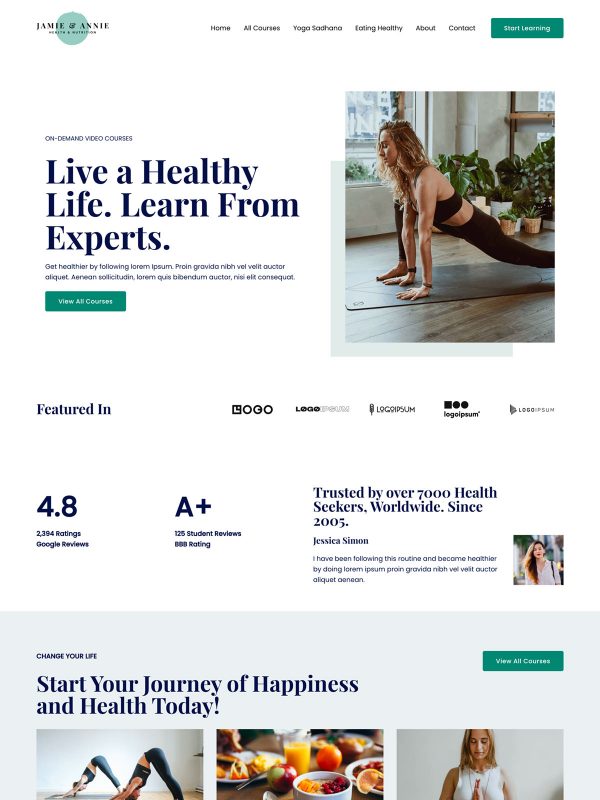 JAMIE & ANNIE
HEALTH & NUTRITION
Home All Courses Yoga Sadhana Eating Healthy About Contact Start Learning
ON-DEMAND VIDEO COURSES
Live a Healthy
Life. Learn From
Experts.
Get healthier by following lorem Ipsum. Proin gravida nibh vel velit auctor
aliquet. Aenean sollicitudin, lorem quis bibendum auctor, nisi elit consequat.
View All Courses
Featured In
LOGO LOGOIPSUM LOGOIPSUM logoipsum® LOGOIPSUM
4.8
2,394 Ratings
Google Reviews
A+
125 Student Reviews
BBB Rating
Trusted by over 7000 Health
Seekers, Worldwide. Since
2005.
Jessica Simon
I have been following this routine and became healthier
by doing lorem ipsum proin gravida nibh vel velit auctor
aliquet aenean.
CHANGE YOUR LIFE
View All Courses
Start Your Journey of Happiness
and Health Today!